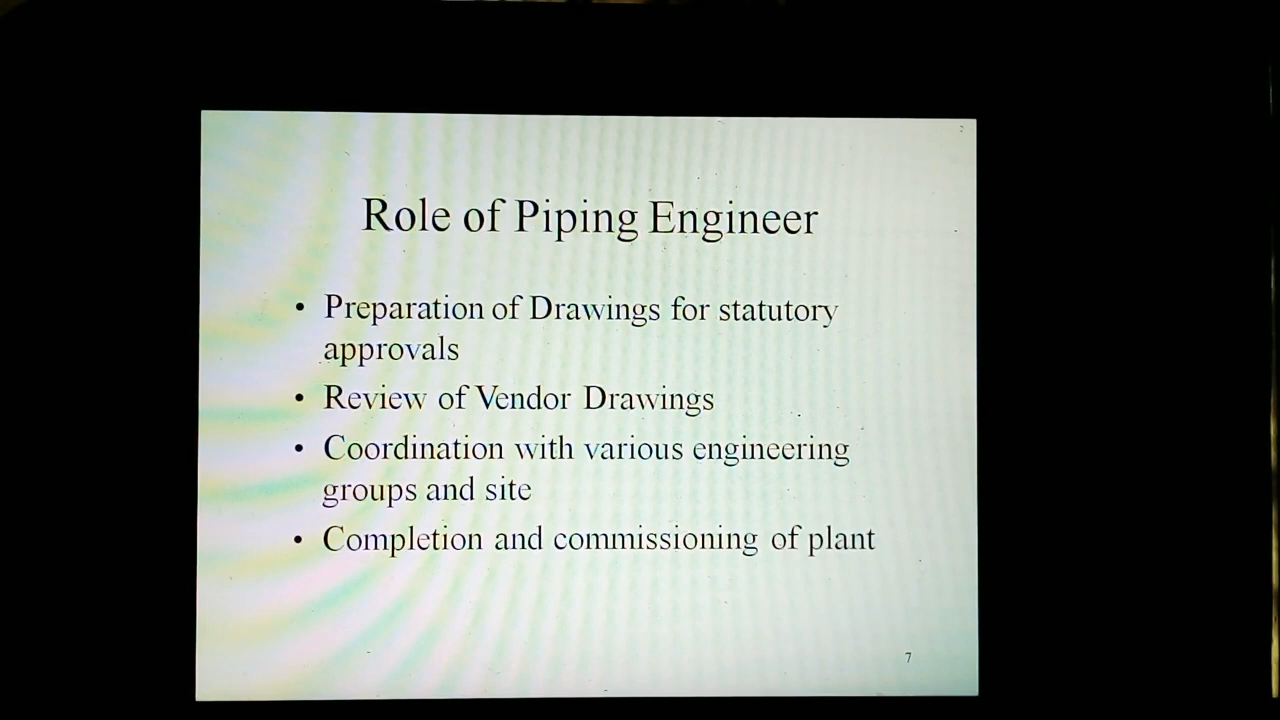 Role of Piping Engineer
• Preparation of Drawings for statutory
approvals
• Review of Vendor Drawings
• Coordination with various engineering
groups and site
• Completion and commissioning of plant
7